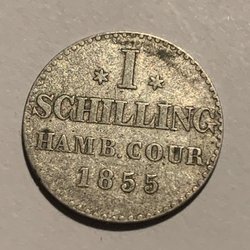 I
SCHILLING
HAMB. COUR.
1855